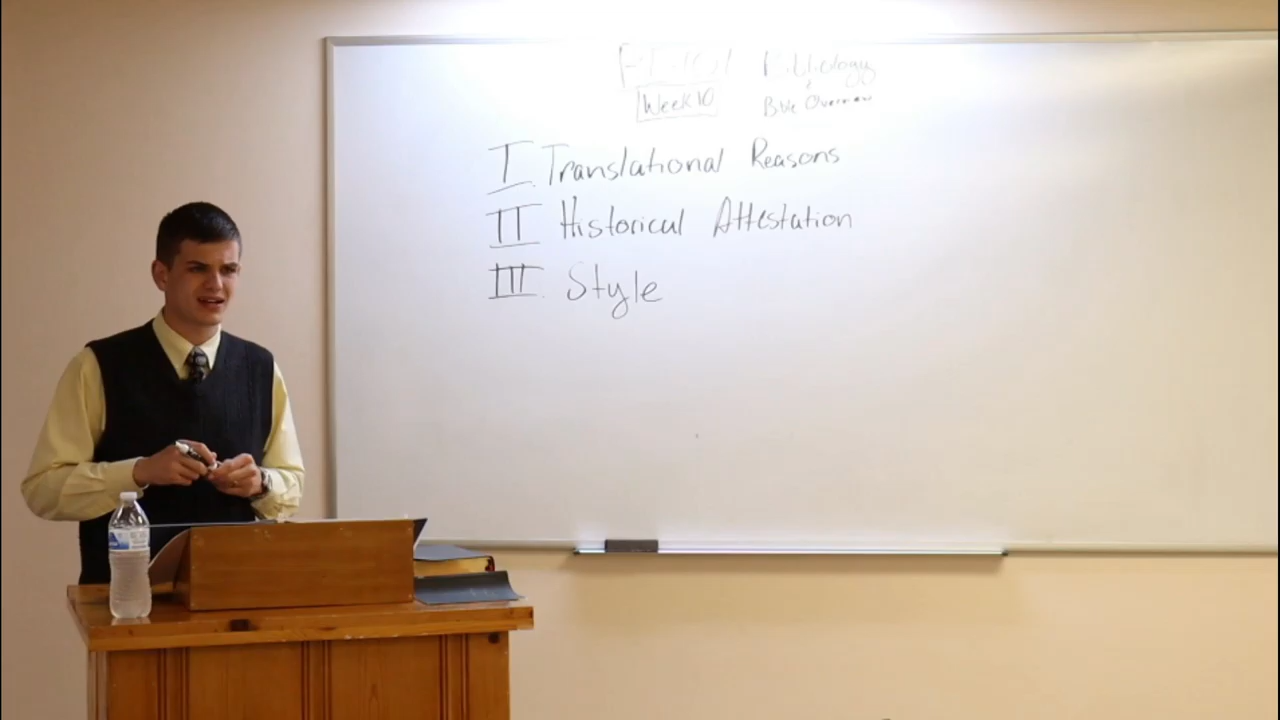 Bibliology
Week 10
Bible Overview
I. Translational Reasons
II Historical Attestation
III. Style